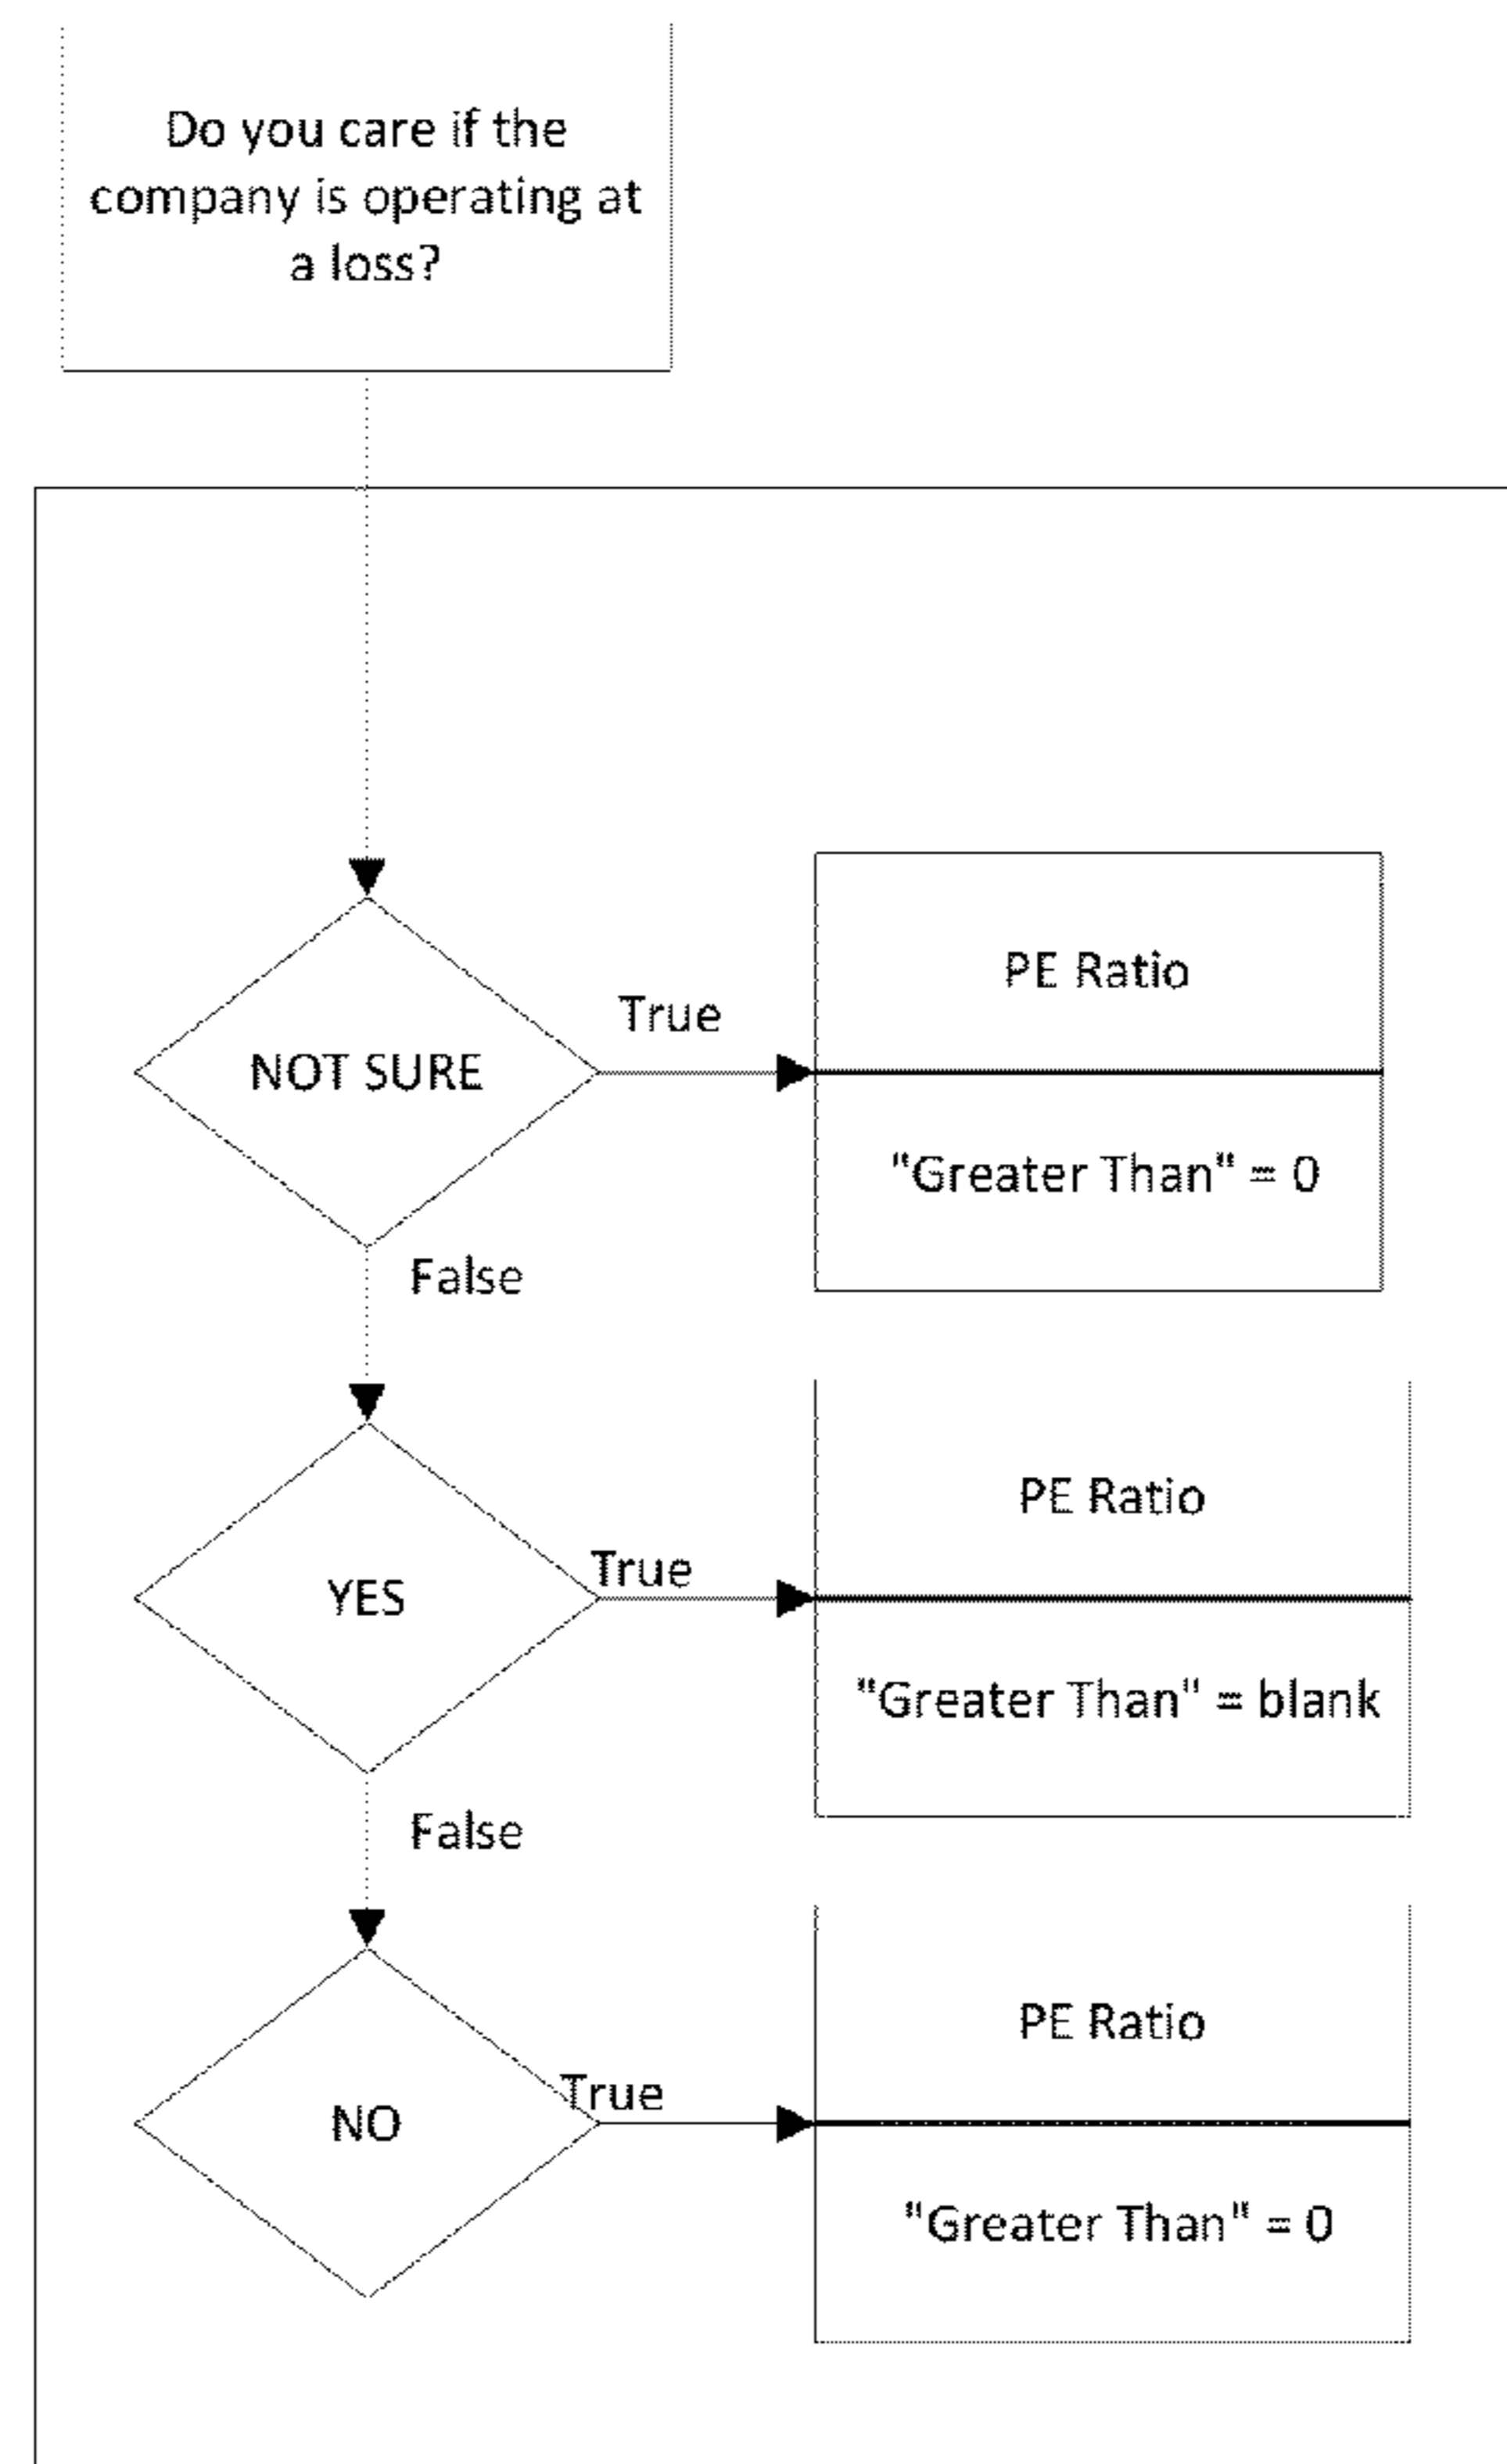 Do you care if the
company is operating at
a loss?
NOT SURE
True
PE Ratio
"Greater Than" = 0
False
YES
True
PE Ratio
"Greater Than" = blank
False
NO
True
PE Ratio
"Greater Than" = 0